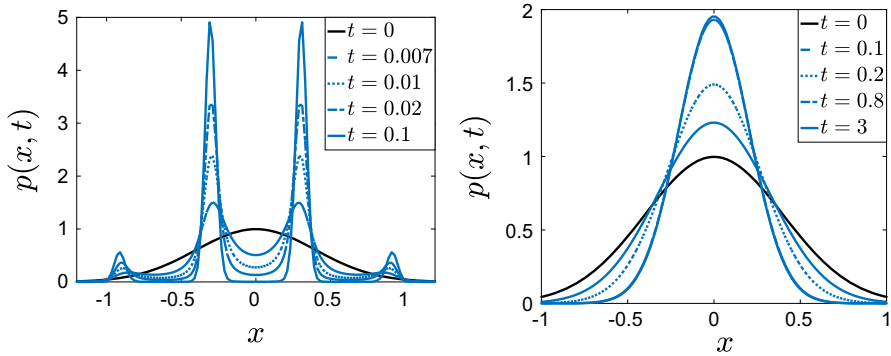 5
4
3
2
1
0
-1
-0.5
0
0.5
1
p(x, t)
x
t = 0
t = 0.007
t = 0.01
t = 0.02
t = 0.1
2
1.5
1
0.5
0
-1
-0.5
0
0.5
1
p(x, t)
x
t = 0
t = 0.1
t = 0.2
t = 0.8
t = 3